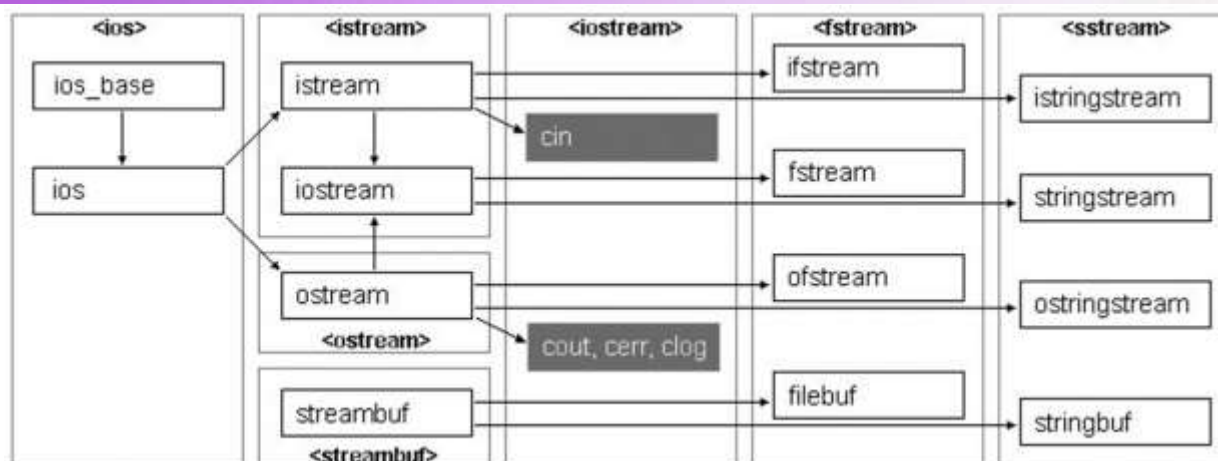 <ios>
<istream>
<iostream>
<fstream>
<sstream>
ios_base
istream
ifstream
istringstream
cin
ios
iostream
fstream
stringstream
ostream
ofstream
ostringstream
<ostream>
cout, cerr, clog
streambuf
filebuf
stringbuf
<streambuf>